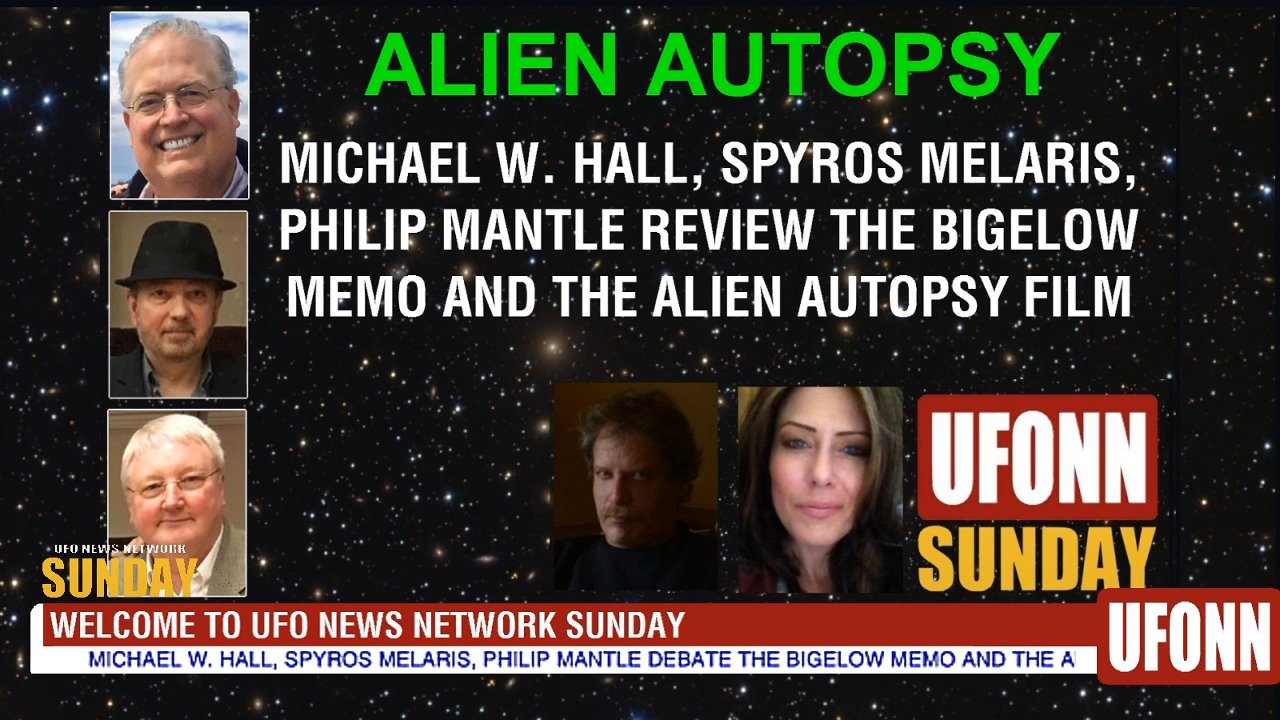 ALIEN AUTOPSY
MICHAEL W. HALL, SPYROS MELARIS,
PHILIP MANTLE REVIEW THE BIGELOW
MEMO AND THE ALIEN AUTOPSY FILM
UFONN
SUNDAY
UFO NEWS NETWORK
SUNDAY
WELCOME TO UFO NEWS NETWORK SUNDAY
MICHAEL W. HALL, SPYROS MELARIS, PHILIP MANTLE DEBATE THE BIGELOW MEMO AND THE
UFONN